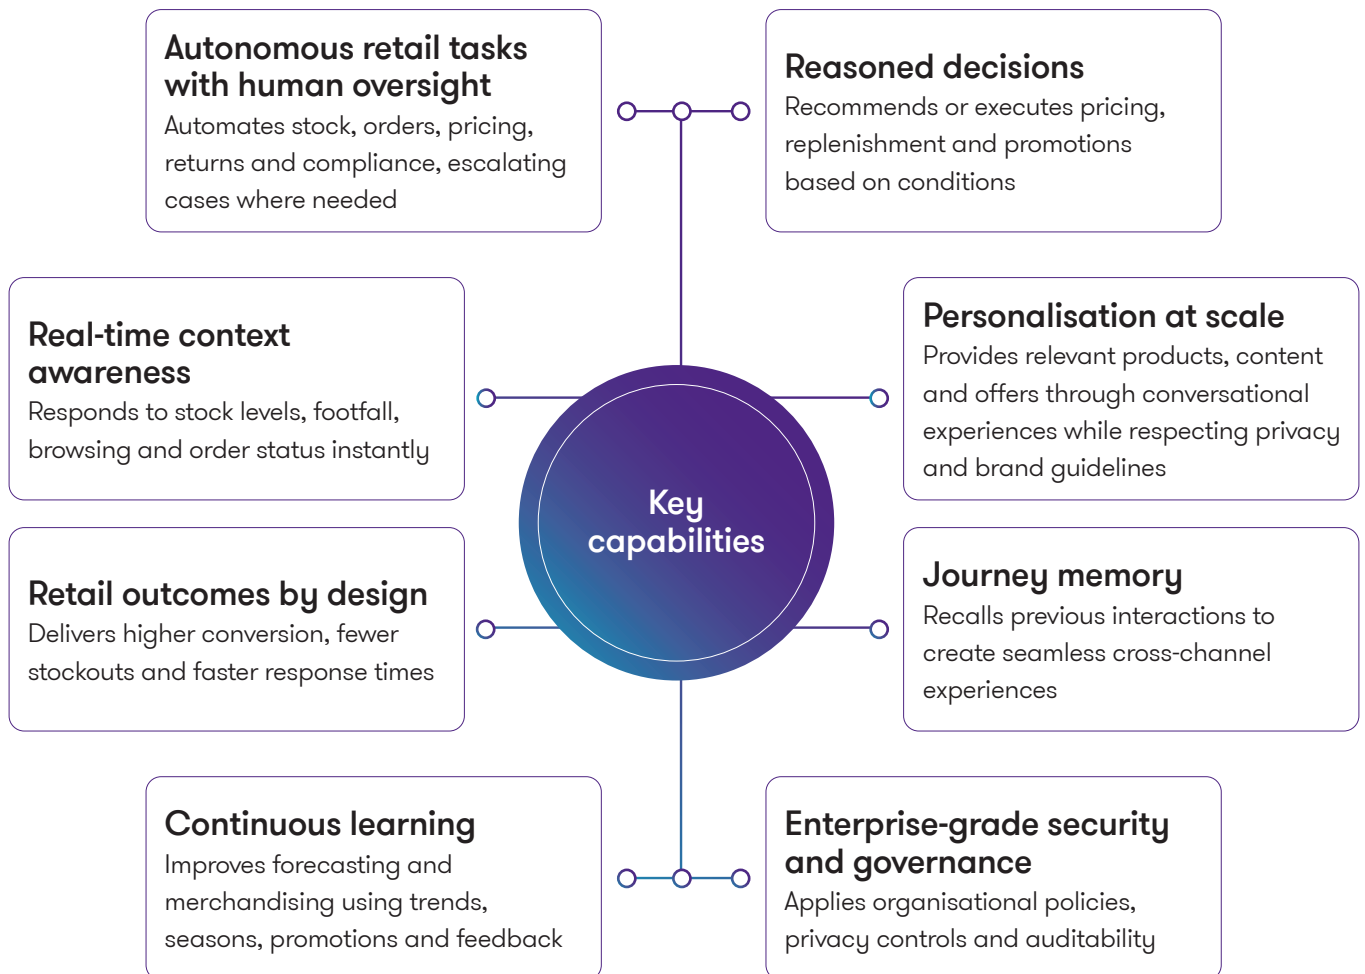 Autonomous retail tasks
with human oversight
Automates stock, orders, pricing,
returns and compliance, escalating
cases where needed
Reasoned decisions
Recommends or executes pricing,
replenishment and promotions
based on conditions
Real-time context
awareness
Responds to stock levels, footfall,
browsing and order status instantly
Personalisation at scale
Provides relevant products, content
and offers through conversational
experiences while respecting privacy
and brand guidelines
Key
capabilities
Retail outcomes by design
Delivers higher conversion, fewer
stockouts and faster response times
Journey memory
Recalls previous interactions to
create seamless cross-channel
experiences
Continuous learning
Improves forecasting and
merchandising using trends,
seasons, promotions and feedback
Enterprise-grade security
and governance
Applies organisational policies,
privacy controls and auditability